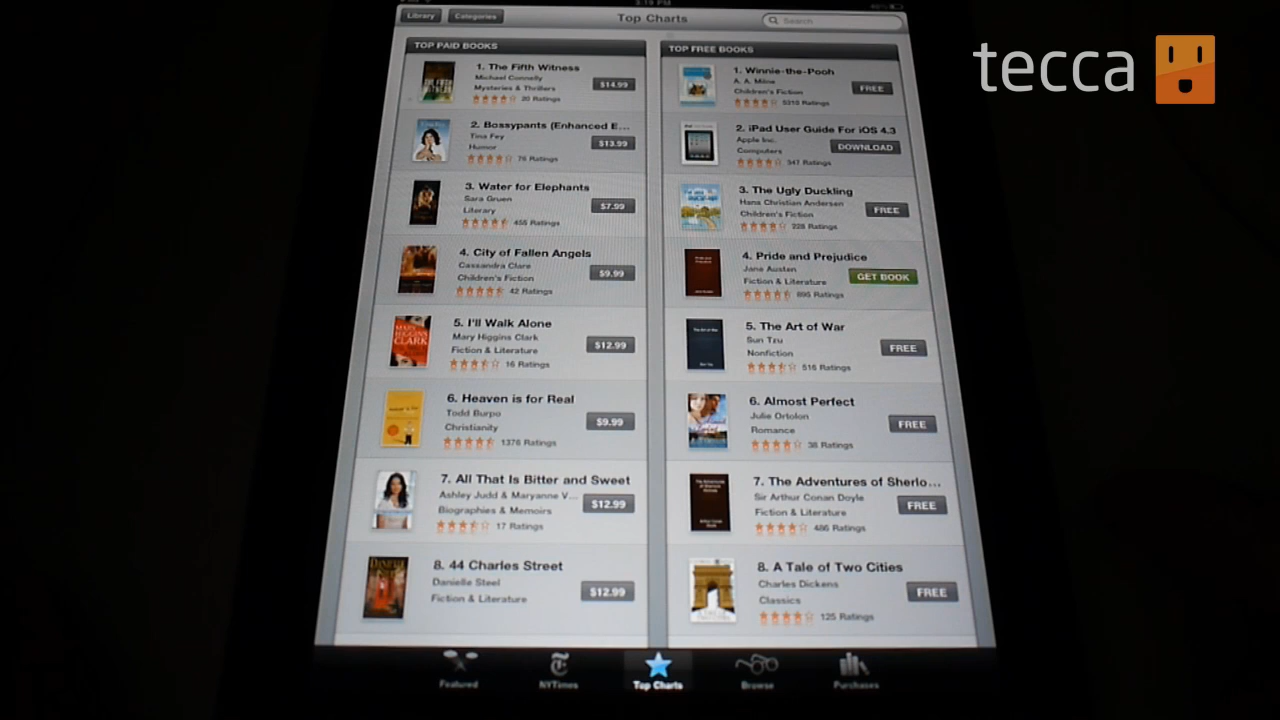 3:19 PM
Library
Categories
Top Charts
Search
tecca
TOP PAID BOOKS
1. The Fifth Witness
Michael Connelly
Mysteries & Thrillers
20 Ratings
$14.99
2. Bossypants (Enhanced E...
Tina Fey
Humor
76 Ratings
$13.99
3. Water for Elephants
Sara Gruen
Literary
455 Ratings
$7.99
4. City of Fallen Angels
Cassandra Clare
Children's Fiction
42 Ratings
$9.99
5. I'll Walk Alone
Mary Higgins Clark
Fiction & Literature
16 Ratings
$12.99
MARY
HIGGINS
CLARK
6. Heaven is for Real
Todd Burpo
Christianity
1376 Ratings
$9.99
7. All That Is Bitter and Sweet
Ashley Judd & Maryanne V...
Biographies & Memoirs
17 Ratings
$12.99
8. 44 Charles Street
Danielle Steel
Fiction & Literature
$12.99
TOP FREE BOOKS
1. Winnie-the-Pooh
A. A. Milne
Children's Fiction
5310 Ratings
FREE
2. iPad User Guide For iOS 4.3
Apple Inc.
Computers
347 Ratings
DOWNLOAD
3. The Ugly Duckling
Hans Christian Andersen
Children's Fiction
228 Ratings
FREE
4. Pride and Prejudice
Jane Austen
Fiction & Literature
895 Ratings
GET BOOK
5. The Art of War
Sun Tzu
Nonfiction
516 Ratings
FREE
6. Almost Perfect
Julie Ortolon
Romance
38 Ratings
FREE
7. The Adventures of Sherlo...
Sir Arthur Conan Doyle
Fiction & Literature
486 Ratings
FREE
8. A Tale of Two Cities
Charles Dickens
Classics
125 Ratings
FREE
Featured
NYTimes
Top Charts
Browse
Purchases